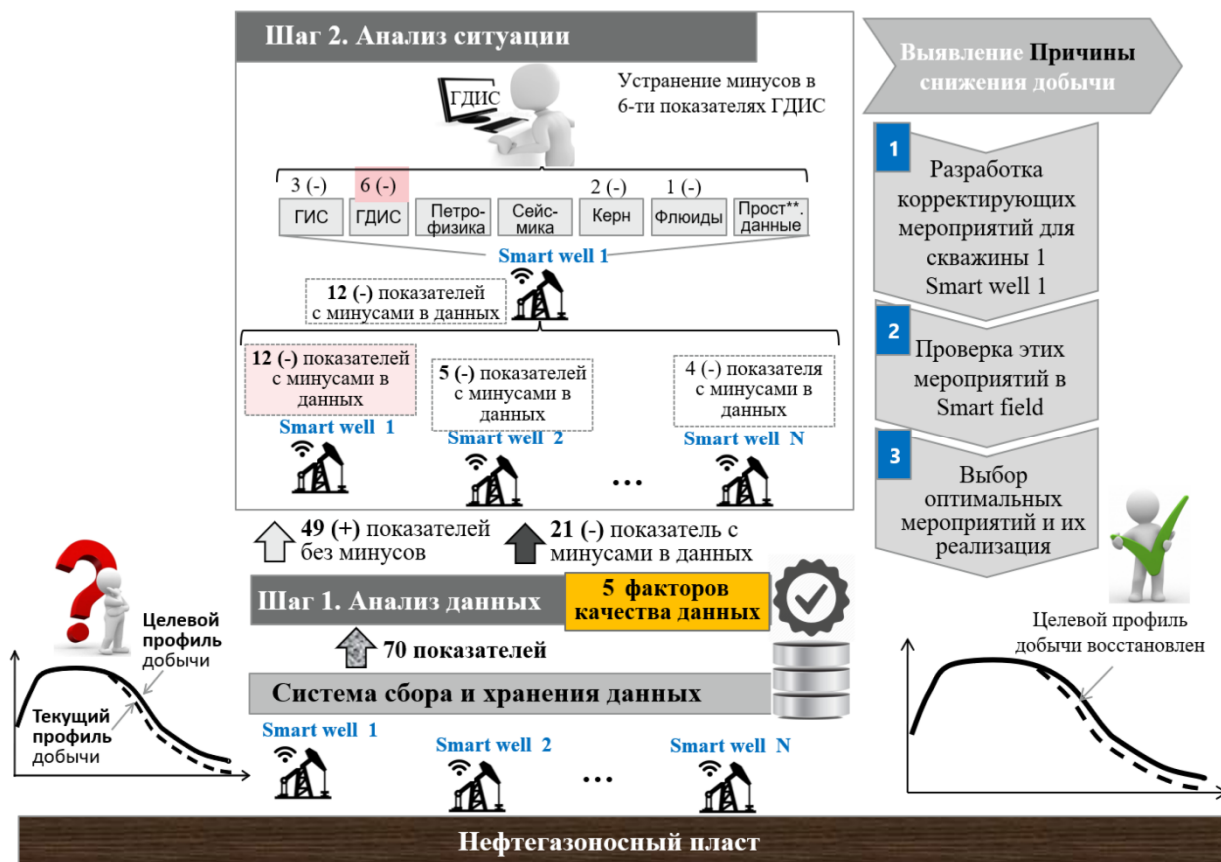 Шаг 2. Анализ ситуации
ГДИС
Устранение минусов в
6-ти показателях ГДИС
3 (-)
6 (-)
2 (-)
1 (-)
ГИС
ГДИС
Петро-
физика
Сейс-
мика
Керн
Флюиды
Прост**.
данные
Smart well 1
12 (-) показателей
с минусами в данных
12 (-) показателей
с минусами в
данных
5 (-) показателей
с минусами в
данных
4 (-) показателя
с минусами в
данных
Smart well 1
Smart well 2
Smart well N
...
49 (+) показателей
без минусов
21 (-) показатель с
минусами в данных
Шаг 1. Анализ данных
5 факторов
качества данных
70 показателей
Система сбора и хранения данных
Smart well 1
Smart well 2
Smart well N
...
Целевой
профиль
добычи
Текущий
профиль
добычи
Выявление Причины
снижения добычи
1
Разработка
корректирующих
мероприятий для
скважины 1
Smart well 1
2
Проверка этих
мероприятий в
Smart field
3
Выбор
оптимальных
мероприятий и их
реализация
Целевой профиль
добычи восстановлен
Нефтегазоносный пласт